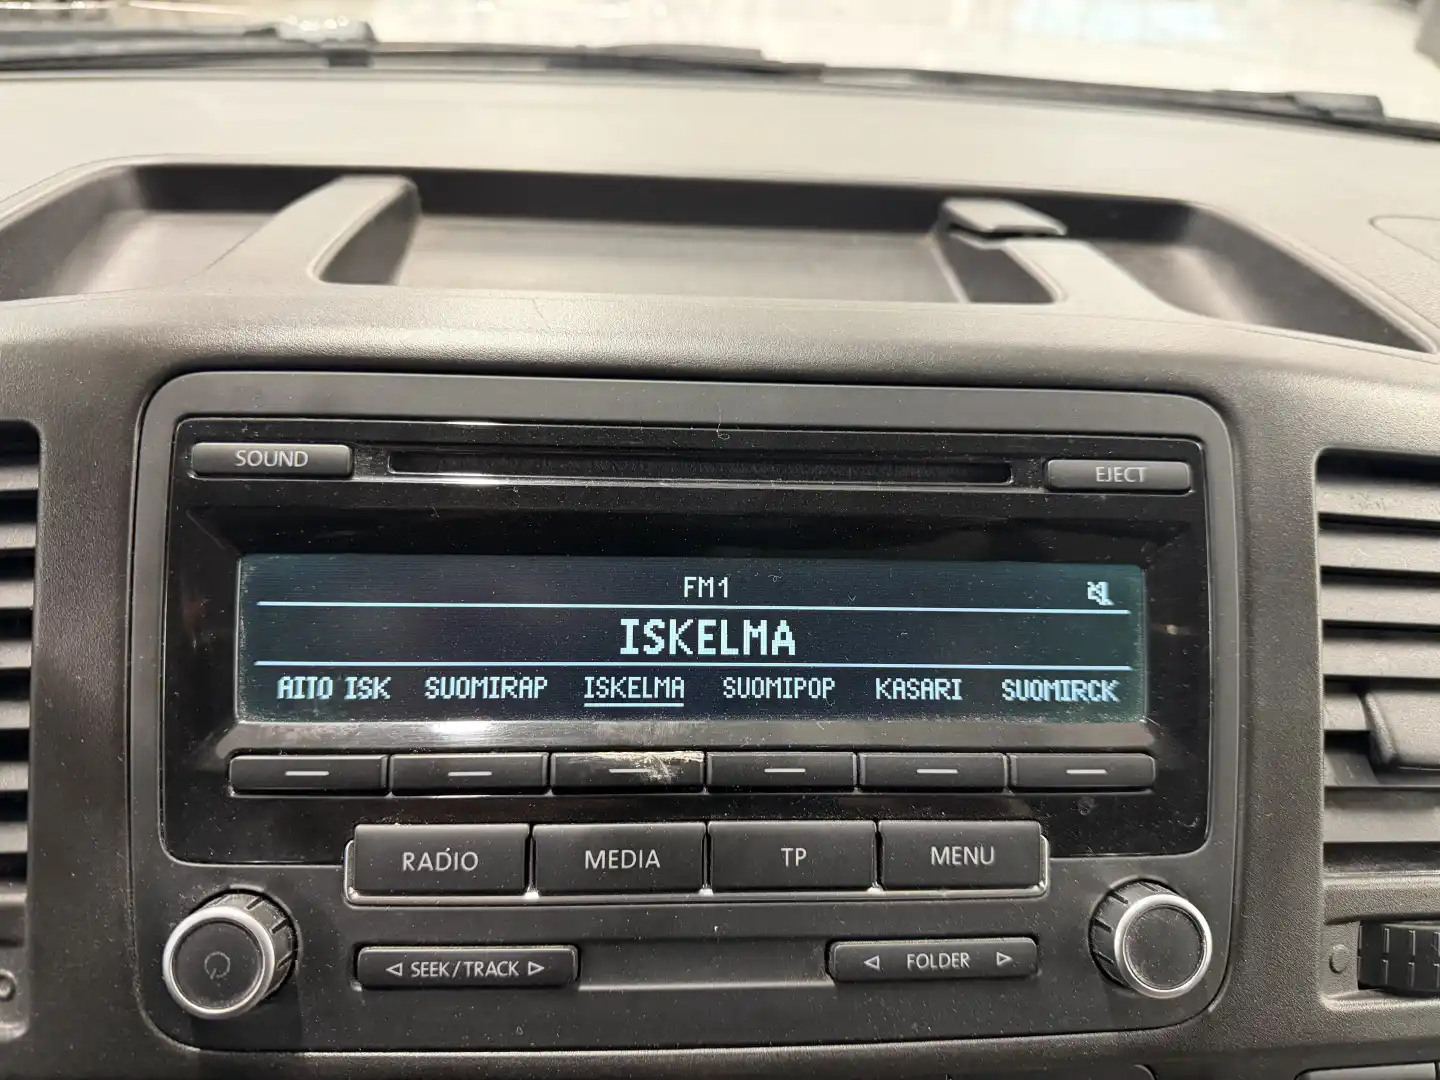 SOUND
EJECT
FM1
ISKELMA
AITO ISK SUOMIRAP ISKELMA SUOMIPOP KASARI SUOMIRCK
RADIO MEDIA TP MENU
SEEK/TRACK
FOLDER